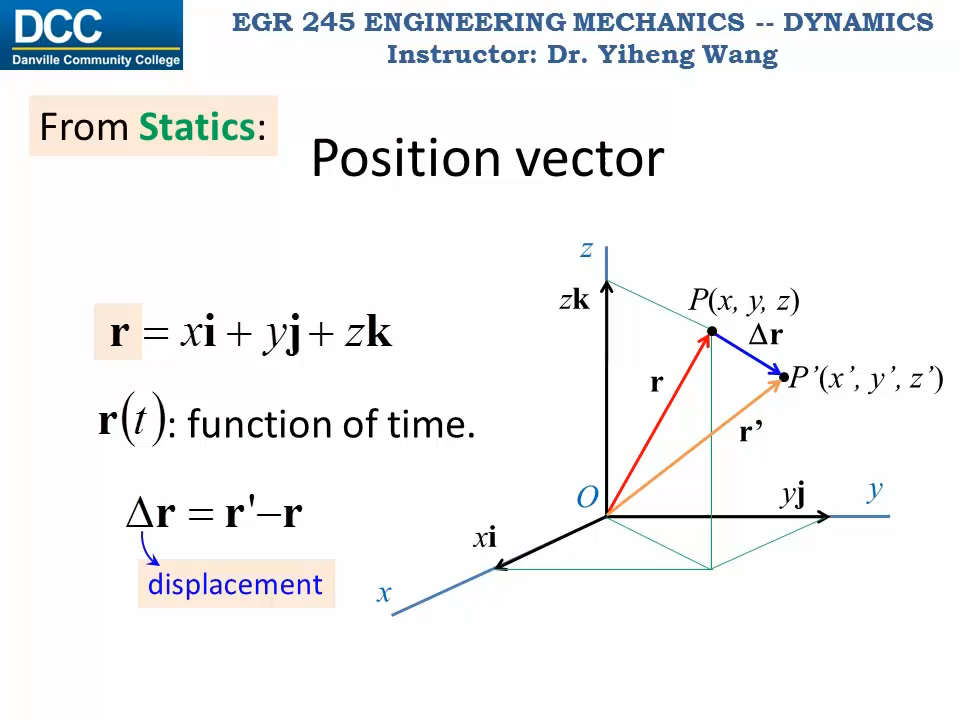 DCC
Danville Community College
EGR 245 ENGINEERING MECHANICS -- DYNAMICS
Instructor: Dr. Yiheng Wang
From Statics:
Position vector
r = xi + yj + zk
r(t): function of time.
Δr = r'−r
displacement
z
zk
P(x, y, z)
Δr
P’(x’, y’, z’)
r
r’
O
yj
y
xi
x